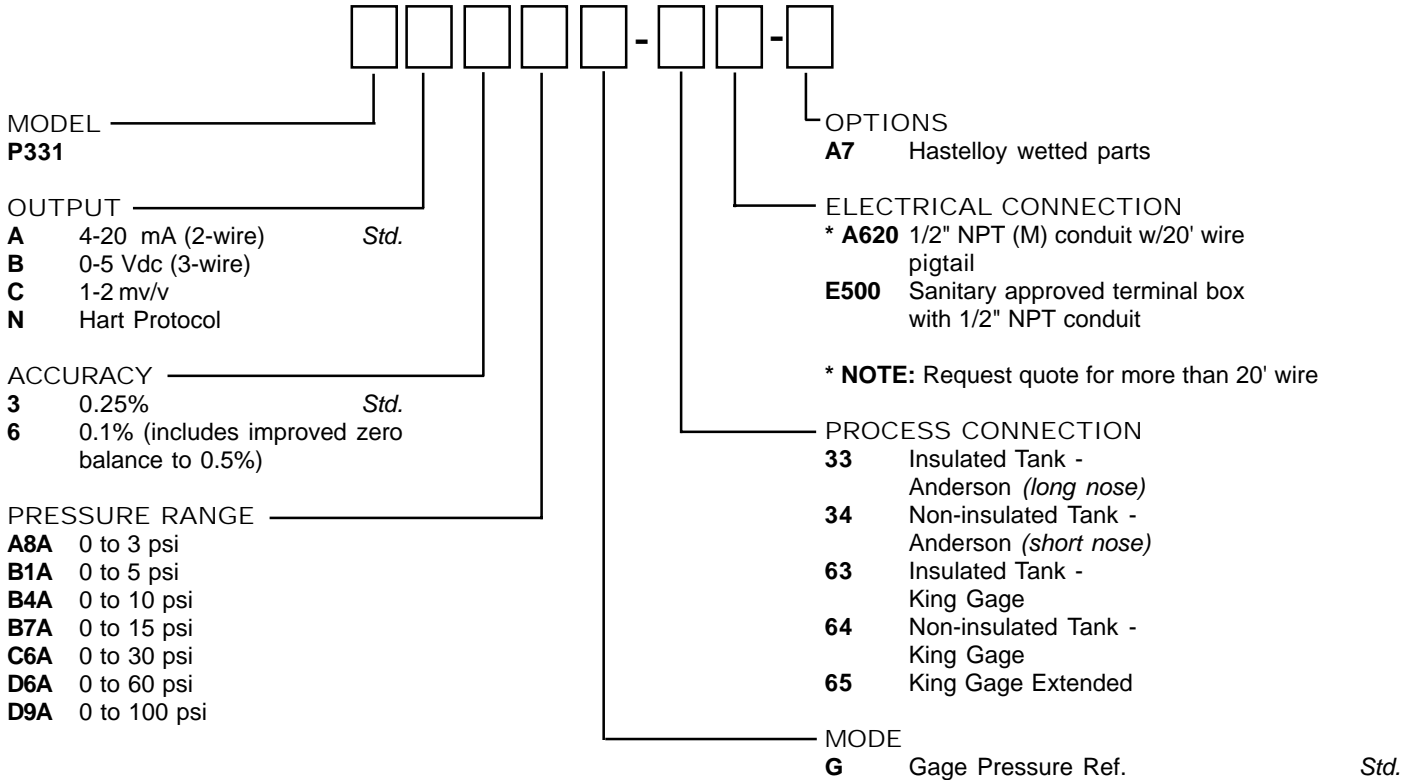 - -
MODEL
P331
OUTPUT
A 4-20 mA (2-wire) Std.
B 0-5 Vdc (3-wire)
C 1-2 mv/v
N Hart Protocol
ACCURACY
3 0.25% Std.
6 0.1% (includes improved zero
balance to 0.5%)
PRESSURE RANGE
A8A 0 to 3 psi
B1A 0 to 5 psi
B4A 0 to 10 psi
B7A 0 to 15 psi
C6A 0 to 30 psi
D6A 0 to 60 psi
D9A 0 to 100 psi
OPTIONS
A7 Hastelloy wetted parts
ELECTRICAL CONNECTION
* A620 1/2" NPT (M) conduit w/20' wire
pigtail
E500 Sanitary approved terminal box
with 1/2" NPT conduit
* NOTE: Request quote for more than 20' wire
PROCESS CONNECTION
33 Insulated Tank -
Anderson (long nose)
34 Non-insulated Tank -
Anderson (short nose)
63 Insulated Tank -
King Gage
64 Non-insulated Tank -
King Gage
65 King Gage Extended
MODE
G Gage Pressure Ref. Std.